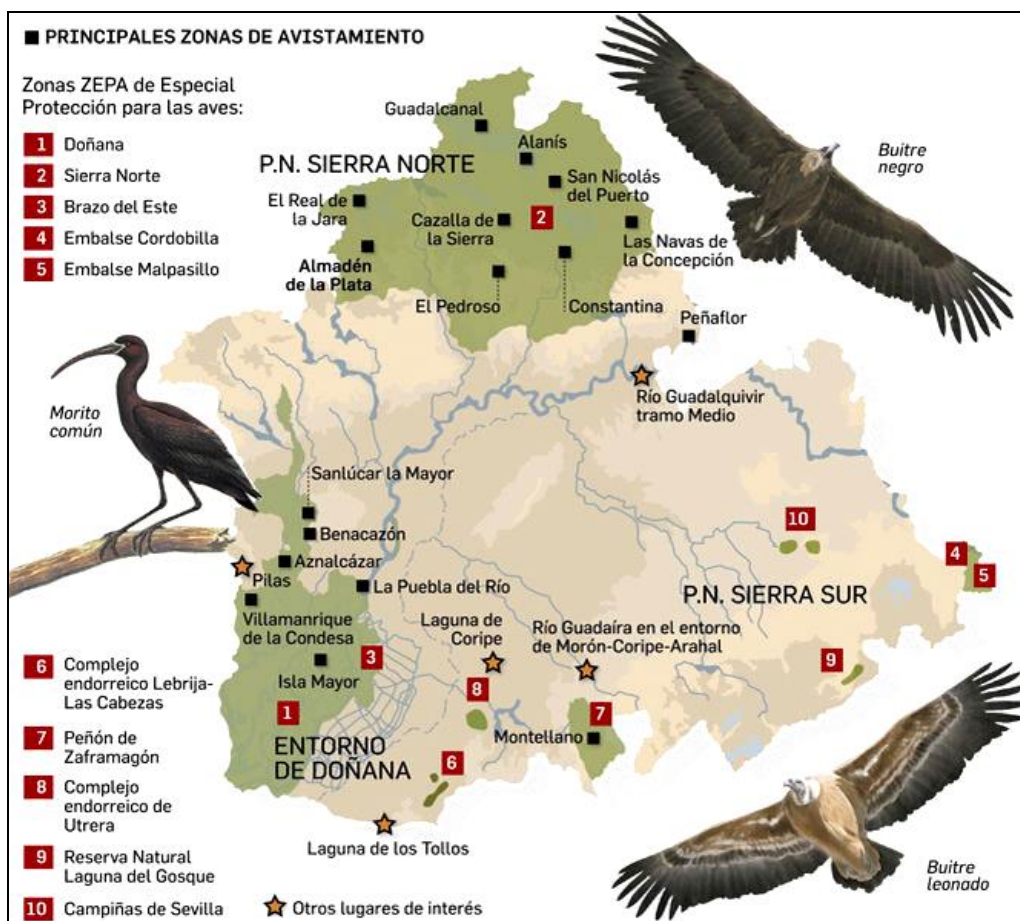 PRINCIPALES ZONAS DE AVISTAMIENTO
Zonas ZEPA de Especial
Protección para las aves:
1 Doñana
2 Sierra Norte
3 Brazo del Este
4 Embalse Cordobilla
5 Embalse Malpasillo
Guadalcanal
Alanís
P.N. SIERRA NORTE
San Nicolás
del Puerto
El Real de
la Jara
Cazalla de
la Sierra
2
Las Navas de
la Concepción
Almadén
de la Plata
El Pedroso
Constantina
Peñaflor
Buitre
negro
Río Guadalquivir
tramo Medio
Morito
común
Sanlúcar la Mayor
Benacazón
Aznalcázar
Pilas
La Puebla del Río
Villamanrique
de la Condesa
Isla Mayor
3
1
ENTORNO
DE DOÑANA
Laguna de
Coripe
8
Río Guadaíra en el entorno
de Morón-Coripe-Arahal
7
Montellano
6
Laguna de los Tollos
10
4
5
P.N. SIERRA SUR
9
Buitre
leonado
6 Complejo
endorreico Lebrija-
Las Cabezas
7 Peñón de
Zaframagón
8 Complejo
endorreico de
Utrera
9 Reserva Natural
Laguna del Gosque
10 Campiñas de Sevilla
Otros lugares de interés